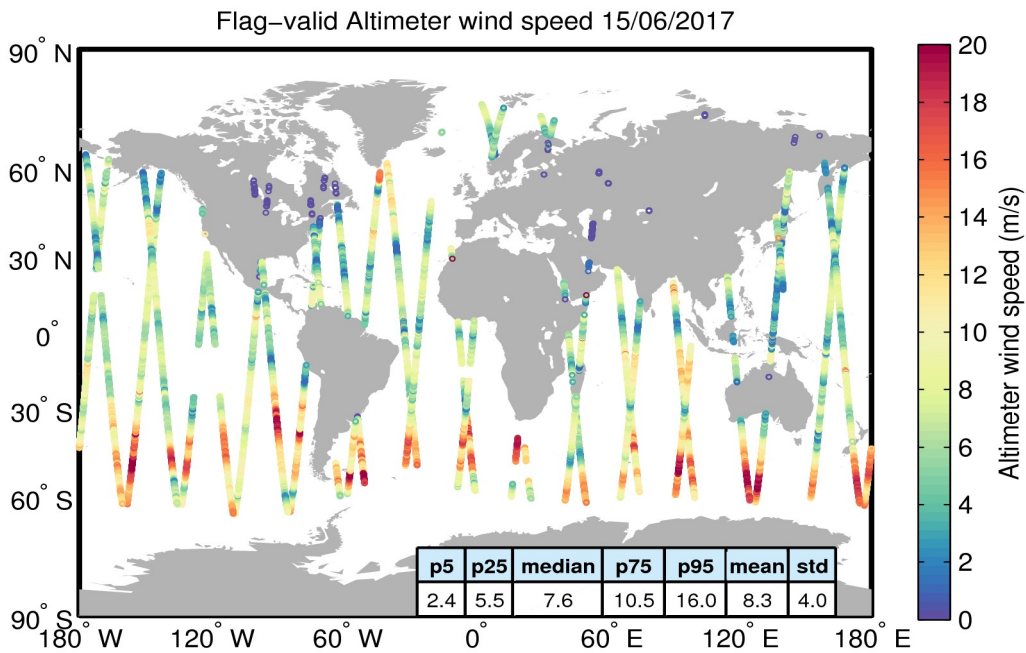 Flag−valid Altimeter wind speed 15/06/2017
90° N
60° N
30° N
0°
30° S
60° S
90° S
180° W
120° W
60° W
0°
60° E
120° E
180° E
p5 p25 median p75 p95 mean std
2.4 5.5 7.6 10.5 16.0 8.3 4.0
20
18
16
14
12
10
8
6
4
2
0
Altimeter wind speed (m/s)